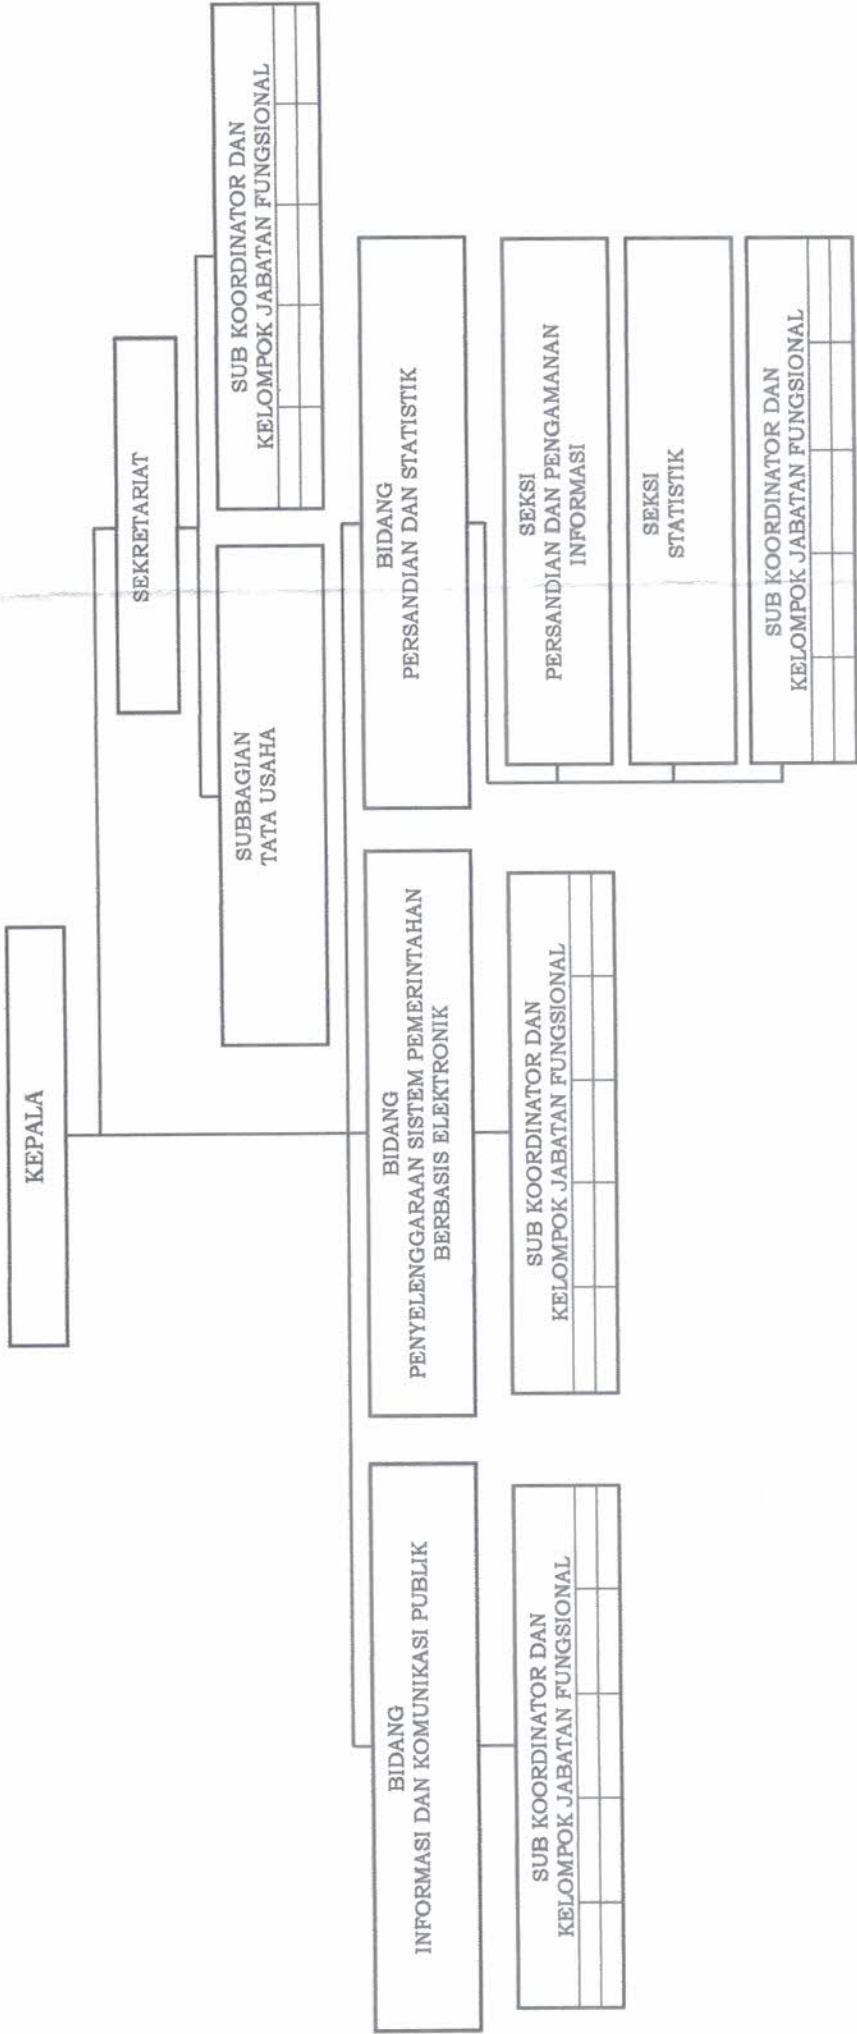 KEPALA
SEKRETARIAT
SUBBAGIAN
TATA USAHA
SUB KOORDINATOR DAN
KELOMPOK JABATAN FUNGSIONAL
BIDANG
INFORMASI DAN KOMUNIKASI PUBLIK
BIDANG
PENYELENGGARAAN SISTEM PEMERINTAHAN
BERBASIS ELEKTRONIK
BIDANG
PERSANDIAN DAN STATISTIK
SUB KOORDINATOR DAN
KELOMPOK JABATAN FUNGSIONAL
SUB KOORDINATOR DAN
KELOMPOK JABATAN FUNGSIONAL
SEKSI
PERSANDIAN DAN PENGAMANAN
INFORMASI
SEKSI
STATISTIK
SUB KOORDINATOR DAN
KELOMPOK JABATAN FUNGSIONAL